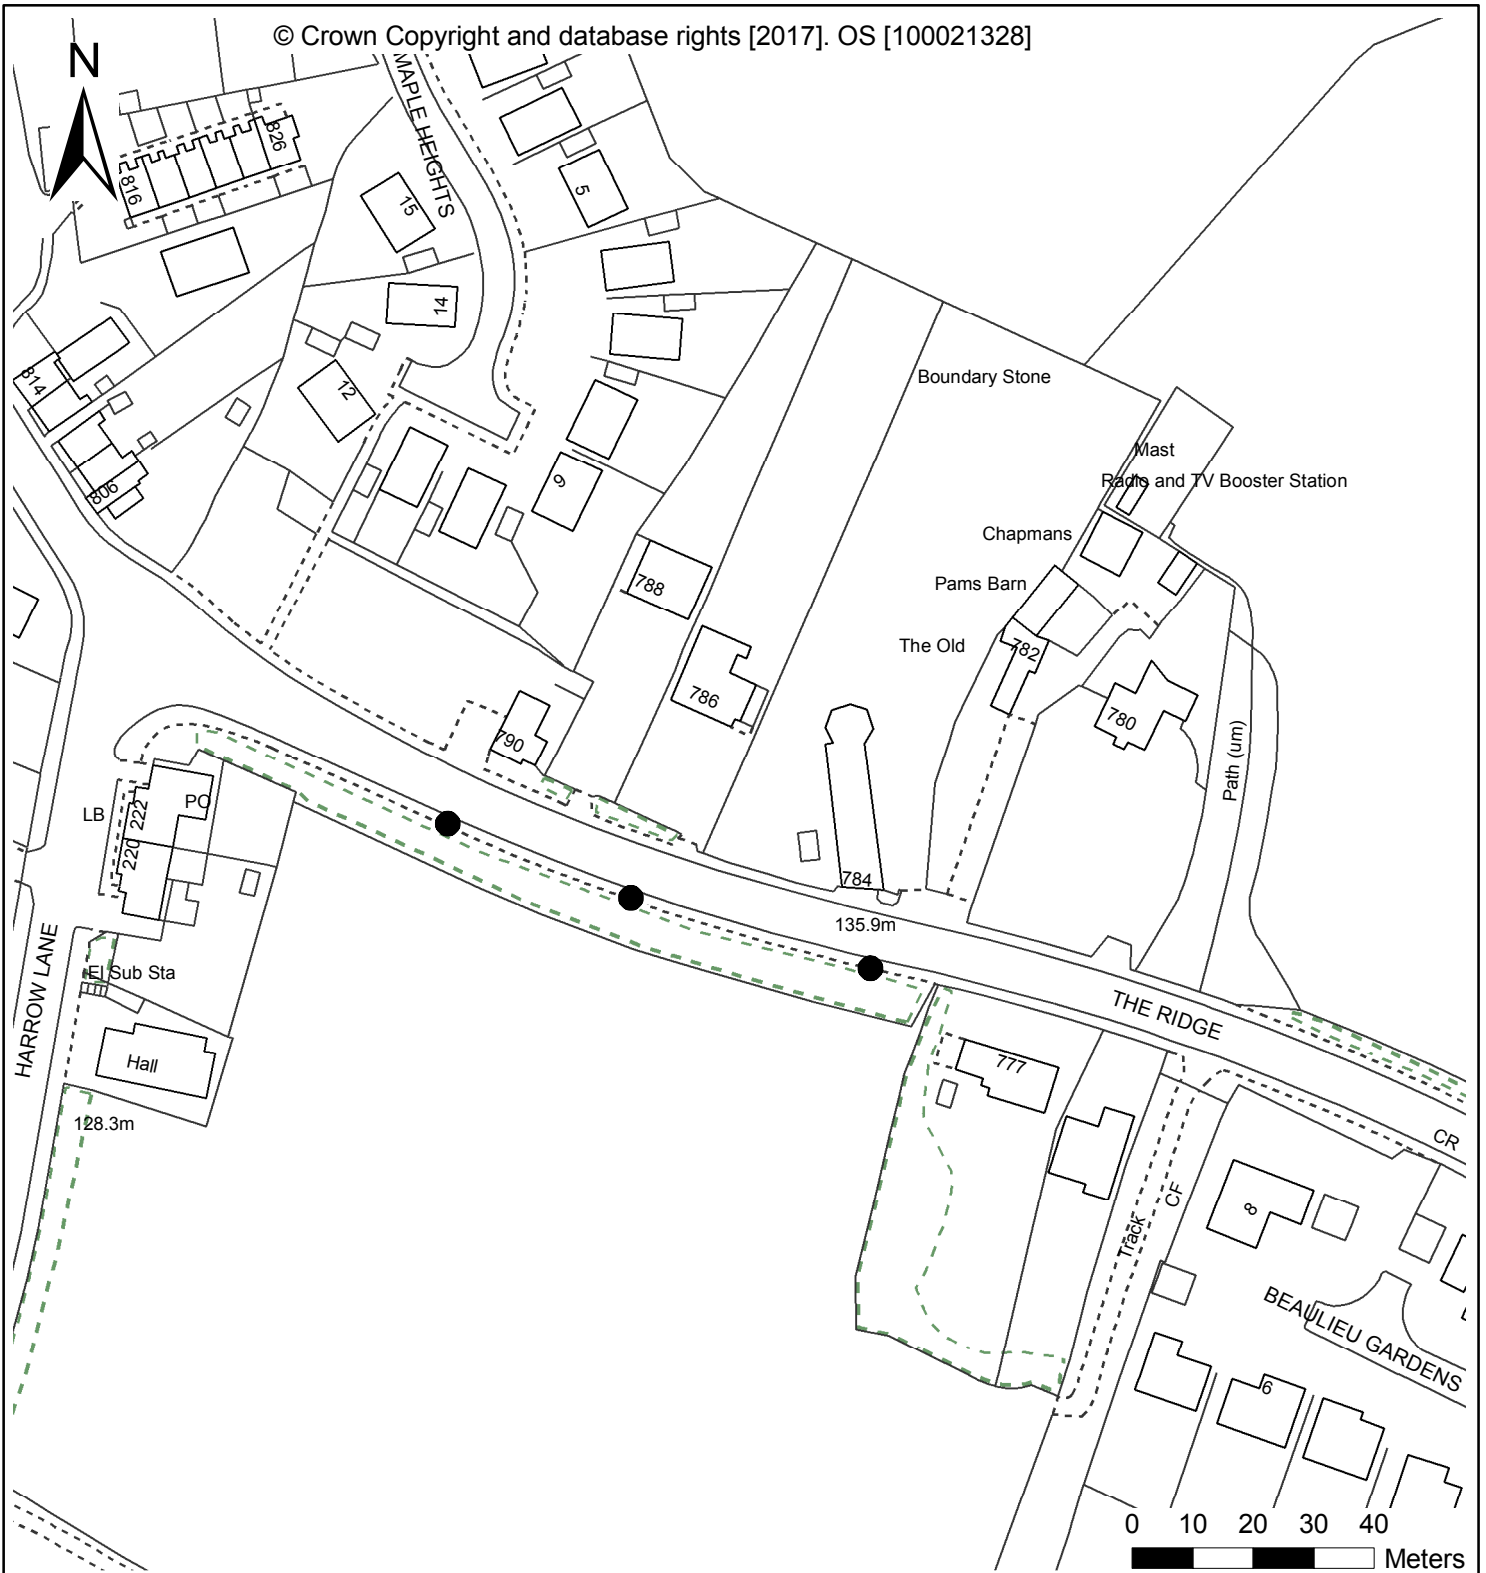 © Crown Copyright and database rights [2017]. OS [100021328]
N
MAPLE HEIGHTS
826
816
15
5
14
814
12
Boundary Stone
Mast
Radio and TV Booster Station
9
806
Chapmans
788
Pams Barn
The Old
782
786
780
790
Path (um)
LB
222
PO
220
784
135.9m
HARROW LANE
El Sub Sta
THE RIDGE
Hall
777
128.3m
CR
CF
Track
8
BEAULIEU GARDENS
6
0 10 20 30 40
Meters